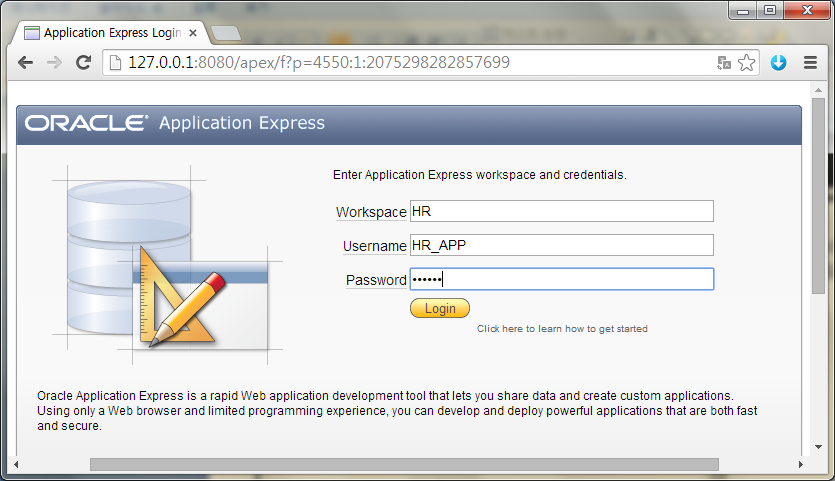 Application Express Login
127.0.0.1:8080/apex/f?p=4550:1:2075298282857699
ORACLE® Application Express
Enter Application Express workspace and credentials.
Workspace HR
Username HR_APP
Password ••••••
Login
Click here to learn how to get started
Oracle Application Express is a rapid Web application development tool that lets you share data and create custom applications.
Using only a Web browser and limited programming experience, you can develop and deploy powerful applications that are both fast
and secure.